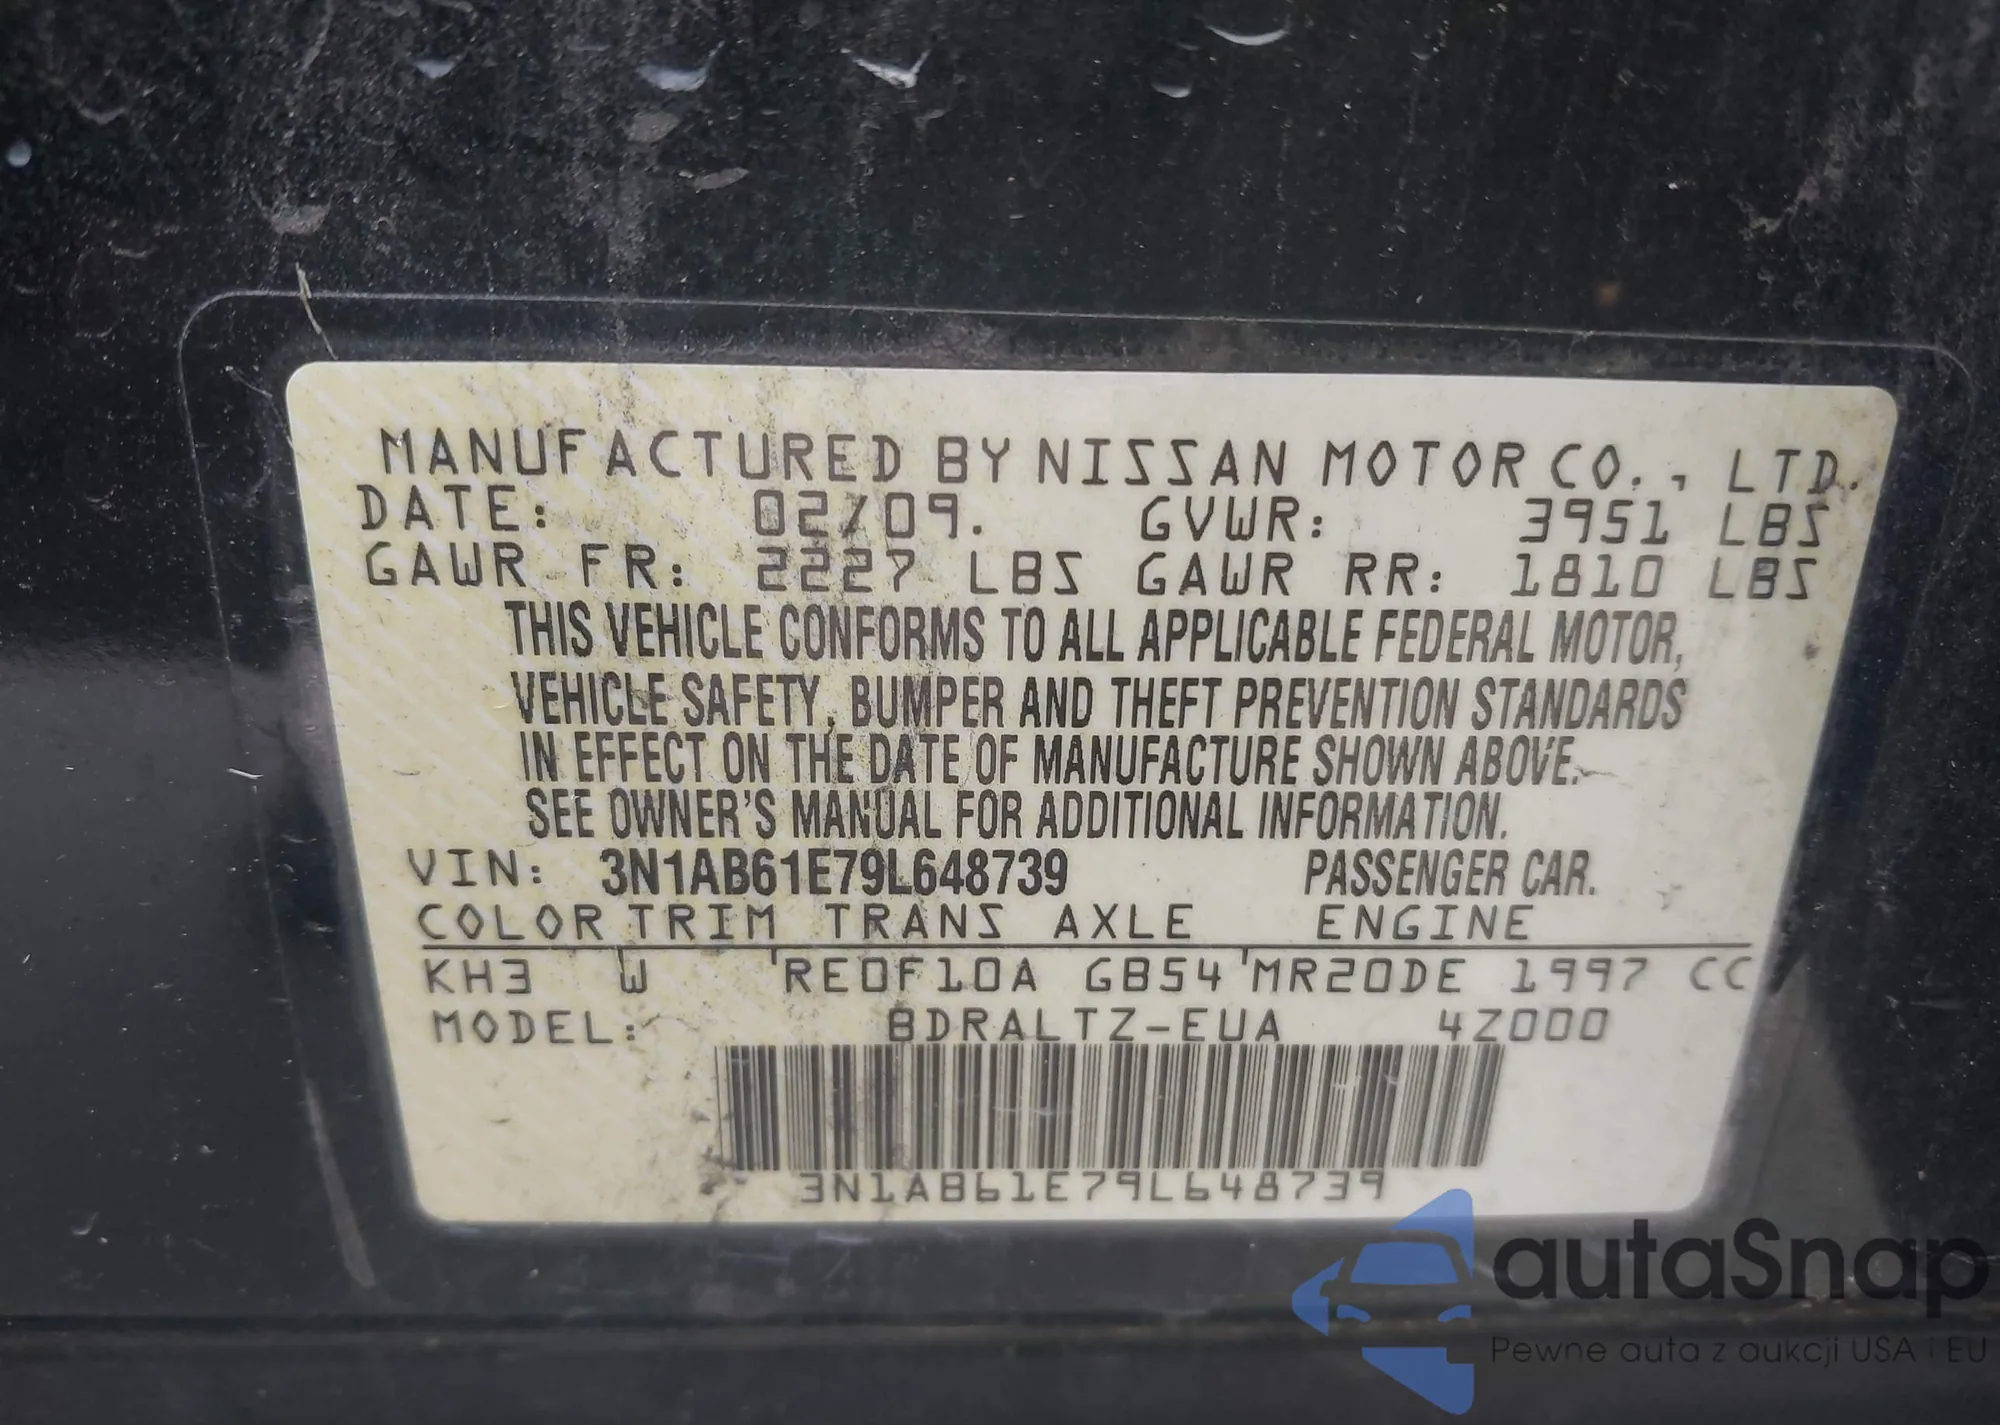 MANUFACTURED BY NISSAN MOTOR CO., LTD.
DATE: 02/09. GVWR: 3951 LBS
GAWR FR: 2227 LBS GAWR RR: 1810 LBS
THIS VEHICLE CONFORMS TO ALL APPLICABLE FEDERAL MOTOR,
VEHICLE SAFETY, BUMPER AND THEFT PREVENTION STANDARDS
IN EFFECT ON THE DATE OF MANUFACTURE SHOWN ABOVE.
SEE OWNER'S MANUAL FOR ADDITIONAL INFORMATION.
VIN: 3N1AB61E79L648739 PASSENGER CAR.
COLOR TRIM TRANS AXLE ENGINE
KH3 W 'RE0F10A GB54 'MR20DE 1997 CC
MODEL: BDRALTZ-EUA 4Z000
3N1AB61E79L648739
autaSnap
Pewne auta z aukcji USA i EU